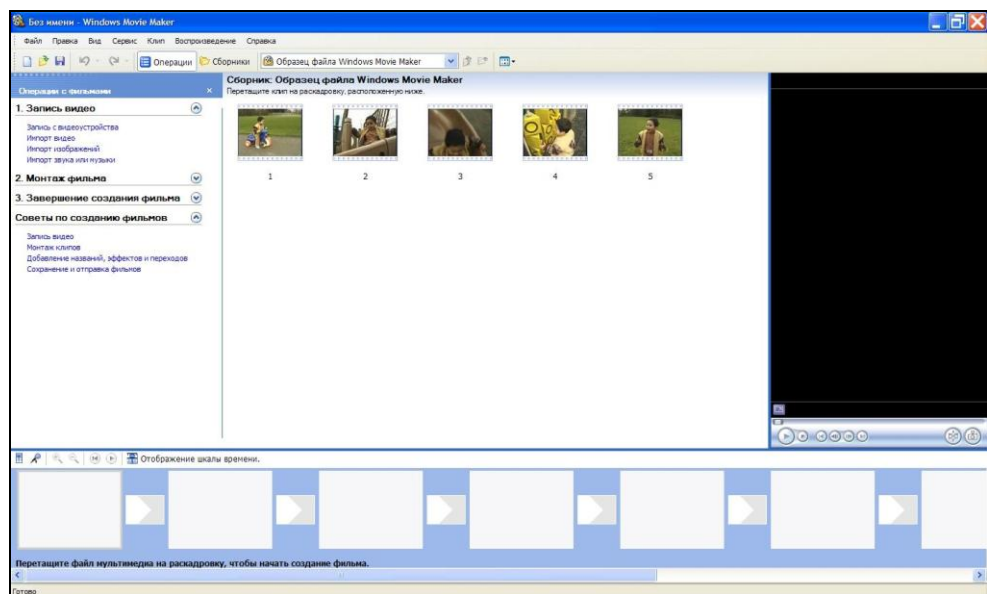 Без имени - Windows Movie Maker
Файл Правка Вид Сервис Клип Воспроизведение Справка
Операции Сборники Образец файла Windows Movie Maker
Операции с фильмами
1. Запись видео
Запись с видеоустройства
Импорт видео
Импорт изображений
Импорт звука или музыки
2. Монтаж фильма
3. Завершение создания фильма
Советы по созданию фильмов
Запись видео
Монтаж клипов
Добавление названий, эффектов и переходов
Сохранение и отправка фильмов
Сборник: Образец файла Windows Movie Maker
Перетащите клип на раскадровку, расположенную ниже.
1 2 3 4 5
Отображение шкалы времени.
Перетащите файл мультимедиа на раскадровку, чтобы начать создание фильма.
Готово